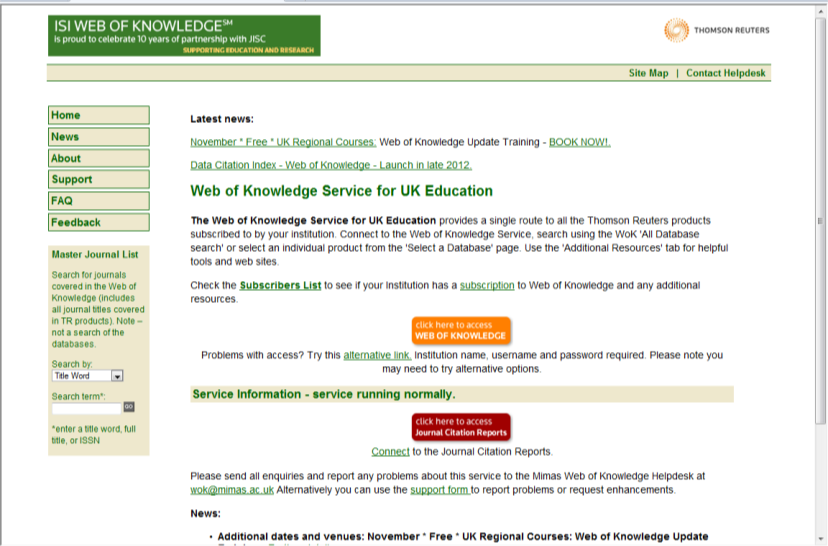 ISI WEB OF KNOWLEDGE℠
is proud to celebrate 10 years of partnership with JISC
SUPPORTING EDUCATION AND RESEARCH
THOMSON REUTERS
Site Map | Contact Helpdesk
Home
News
About
Support
FAQ
Feedback
Master Journal List
Search for journals
covered in the Web of
Knowledge (includes
all journal titles covered
in TR products). Note –
not a search of the
databases.
Search by:
Title Word
Search term*:
GO
*enter a title word, full
title, or ISSN
Latest news:
November * Free * UK Regional Courses: Web of Knowledge Update Training - BOOK NOW!.
Data Citation Index - Web of Knowledge - Launch in late 2012.
Web of Knowledge Service for UK Education
The Web of Knowledge Service for UK Education provides a single route to all the Thomson Reuters products
subscribed to by your institution. Connect to the Web of Knowledge Service, search using the WoK 'All Database
search' or select an individual product from the 'Select a Database' page. Use the 'Additional Resources' tab for helpful
tools and web sites.
Check the Subscribers List to see if your Institution has a subscription to Web of Knowledge and any additional
resources.
click here to access
WEB OF KNOWLEDGE
Problems with access? Try this alternative link. Institution name, username and password required. Please note you
may need to try alternative options.
Service Information - service running normally.
click here to access
Journal Citation Reports
Connect to the Journal Citation Reports.
Please send all enquiries and report any problems about this service to the Mimas Web of Knowledge Helpdesk at
wok@mimas.ac.uk Alternatively you can use the support form to report problems or request enhancements.
News:
• Additional dates and venues: November * Free * UK Regional Courses: Web of Knowledge Update